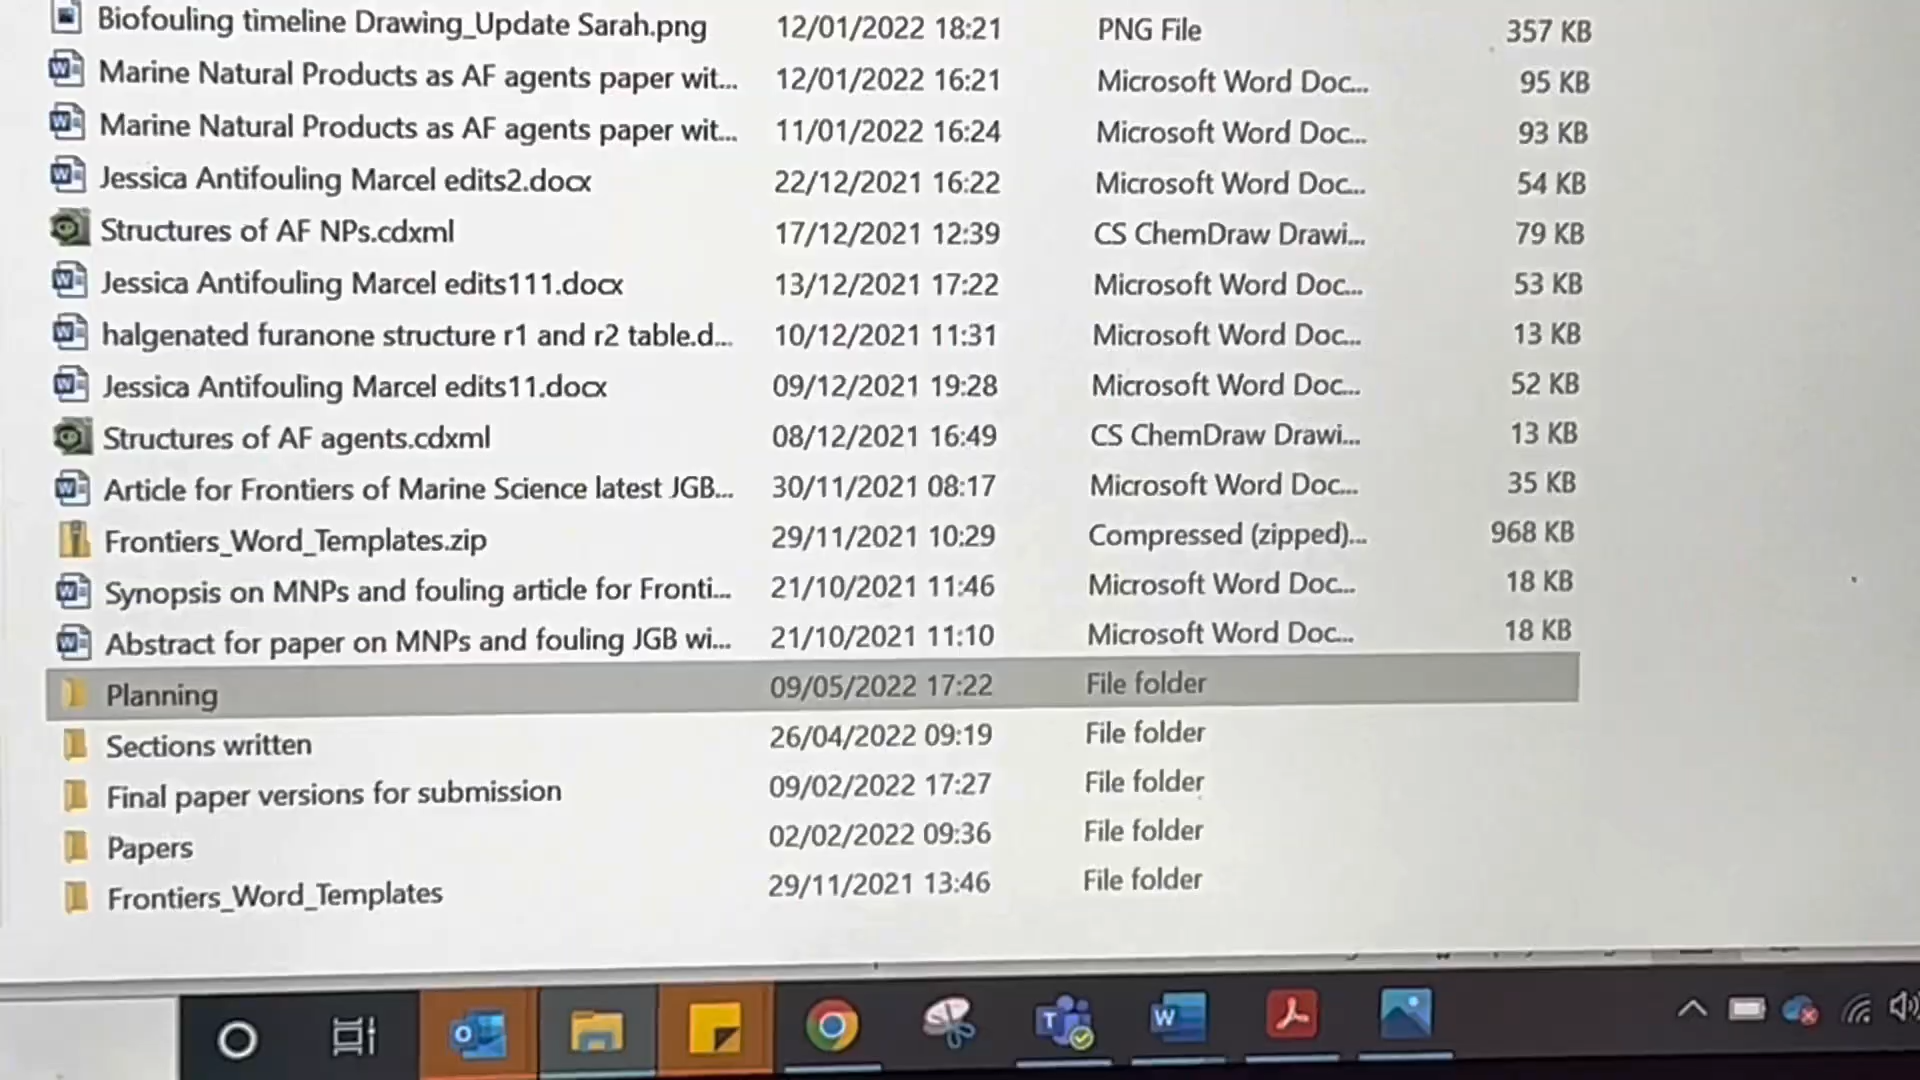 Biofouling timeline Drawing_Update Sarah.png 12/01/2022 18:21 PNG File 357 KB
Marine Natural Products as AF agents paper wit... 12/01/2022 16:21 Microsoft Word Doc... 95 KB
Marine Natural Products as AF agents paper wit... 11/01/2022 16:24 Microsoft Word Doc... 93 KB
Jessica Antifouling Marcel edits2.docx 22/12/2021 16:22 Microsoft Word Doc... 54 KB
Structures of AF NPs.cdxml 17/12/2021 12:39 CS ChemDraw Drawi... 79 KB
Jessica Antifouling Marcel edits111.docx 13/12/2021 17:22 Microsoft Word Doc... 53 KB
halgenated furanone structure r1 and r2 table.d... 10/12/2021 11:31 Microsoft Word Doc... 13 KB
Jessica Antifouling Marcel edits11.docx 09/12/2021 19:28 Microsoft Word Doc... 52 KB
Structures of AF agents.cdxml 08/12/2021 16:49 CS ChemDraw Drawi... 13 KB
Article for Frontiers of Marine Science latest JGB... 30/11/2021 08:17 Microsoft Word Doc... 35 KB
Frontiers_Word_Templates.zip 29/11/2021 10:29 Compressed (zipped)... 968 KB
Synopsis on MNPs and fouling article for Fronti... 21/10/2021 11:46 Microsoft Word Doc... 18 KB
Abstract for paper on MNPs and fouling JGB wi... 21/10/2021 11:10 Microsoft Word Doc... 18 KB
Planning 09/05/2022 17:22 File folder
Sections written 26/04/2022 09:19 File folder
Final paper versions for submission 09/02/2022 17:27 File folder
Papers 02/02/2022 09:36 File folder
Frontiers_Word_Templates 29/11/2021 13:46 File folder